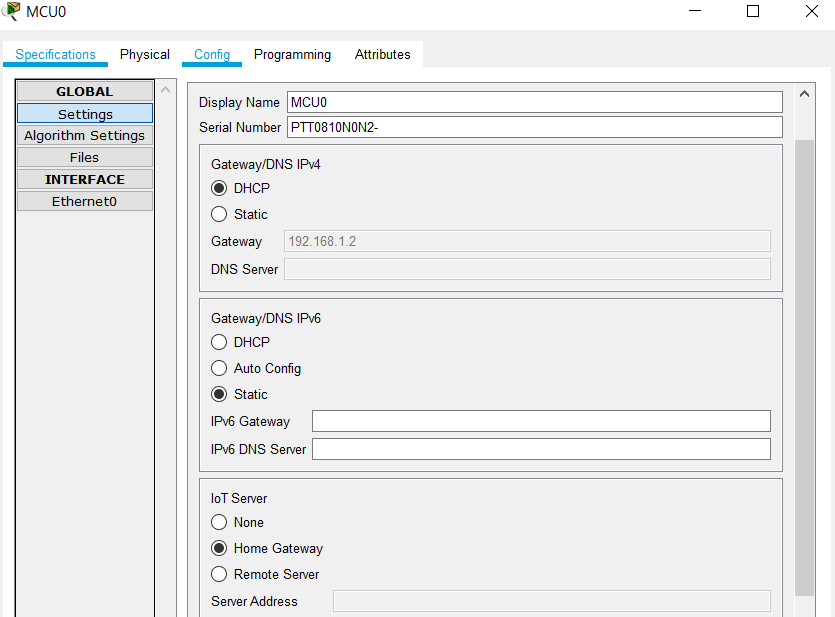 MCU0
Specifications Physical Config Programming Attributes
GLOBAL
Settings
Algorithm Settings
Files
INTERFACE
Ethernet0
Display Name MCU0
Serial Number PTT0810N0N2-
Gateway/DNS IPv4
DHCP
Static
Gateway 192.168.1.2
DNS Server
Gateway/DNS IPv6
DHCP
Auto Config
Static
IPv6 Gateway
IPv6 DNS Server
IoT Server
None
Home Gateway
Remote Server
Server Address